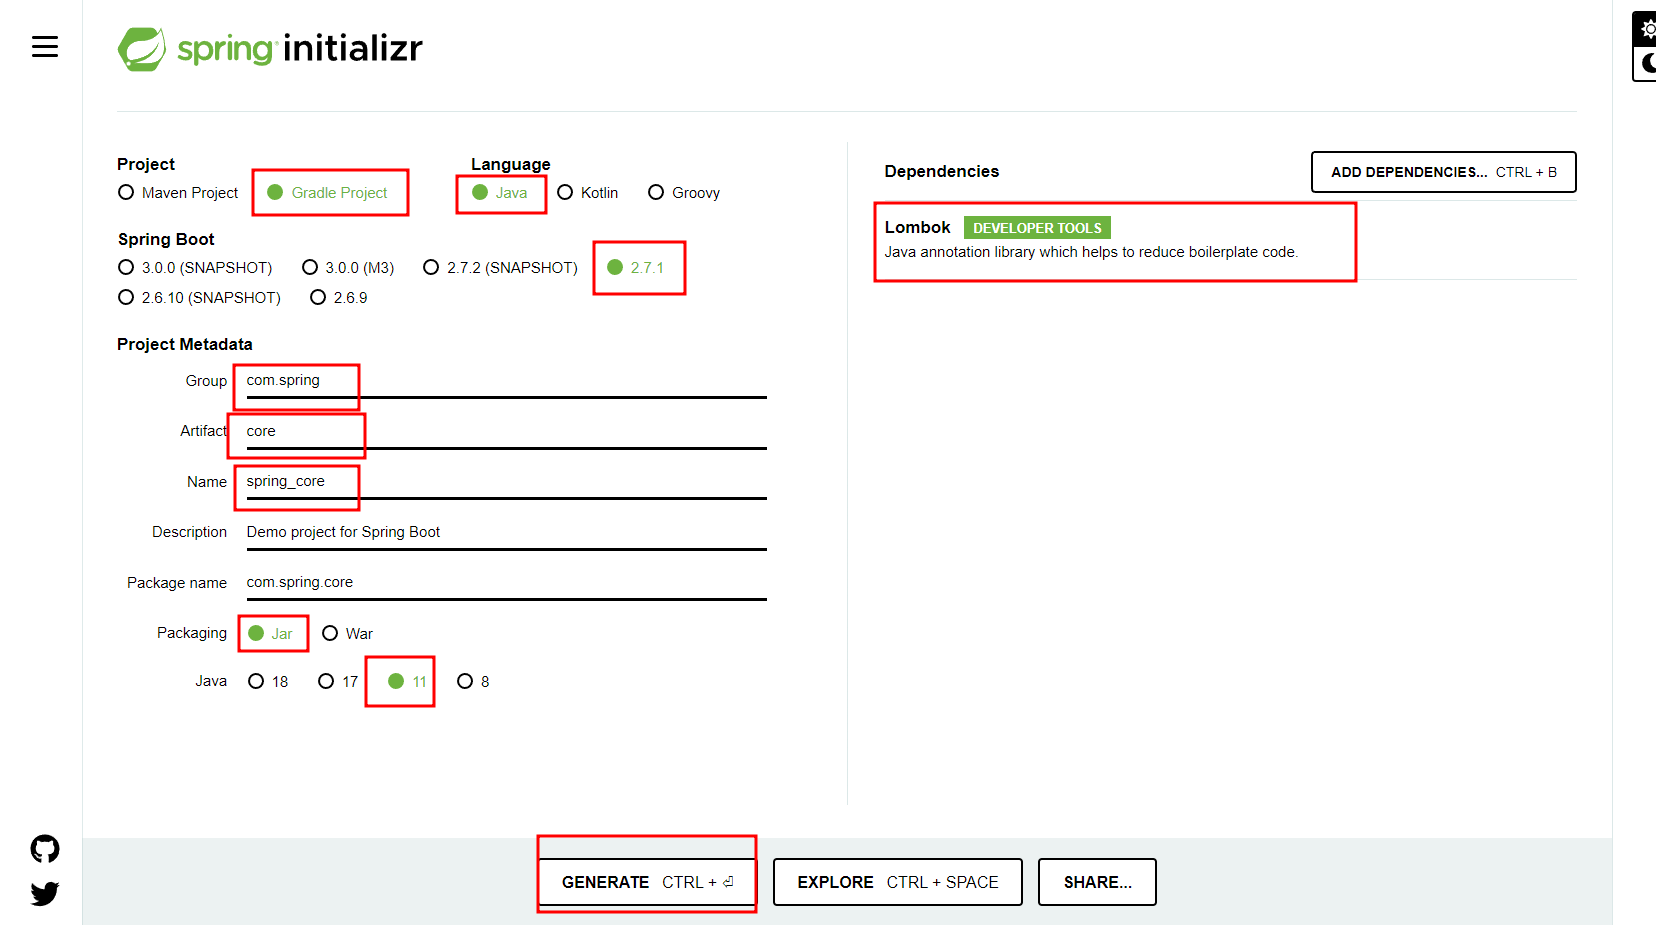 spring initializr
Project
Maven Project Gradle Project
Language
Java Kotlin Groovy
Spring Boot
3.0.0 (SNAPSHOT) 3.0.0 (M3) 2.7.2 (SNAPSHOT) 2.7.1
2.6.10 (SNAPSHOT) 2.6.9
Project Metadata
Group com.spring
Artifact core
Name spring_core
Description Demo project for Spring Boot
Package name com.spring.core
Packaging Jar War
Java 18 17 11 8
Dependencies
ADD DEPENDENCIES... CTRL + B
Lombok DEVELOPER TOOLS
Java annotation library which helps to reduce boilerplate code.
GENERATE CTRL + ⏎
EXPLORE CTRL + SPACE
SHARE...